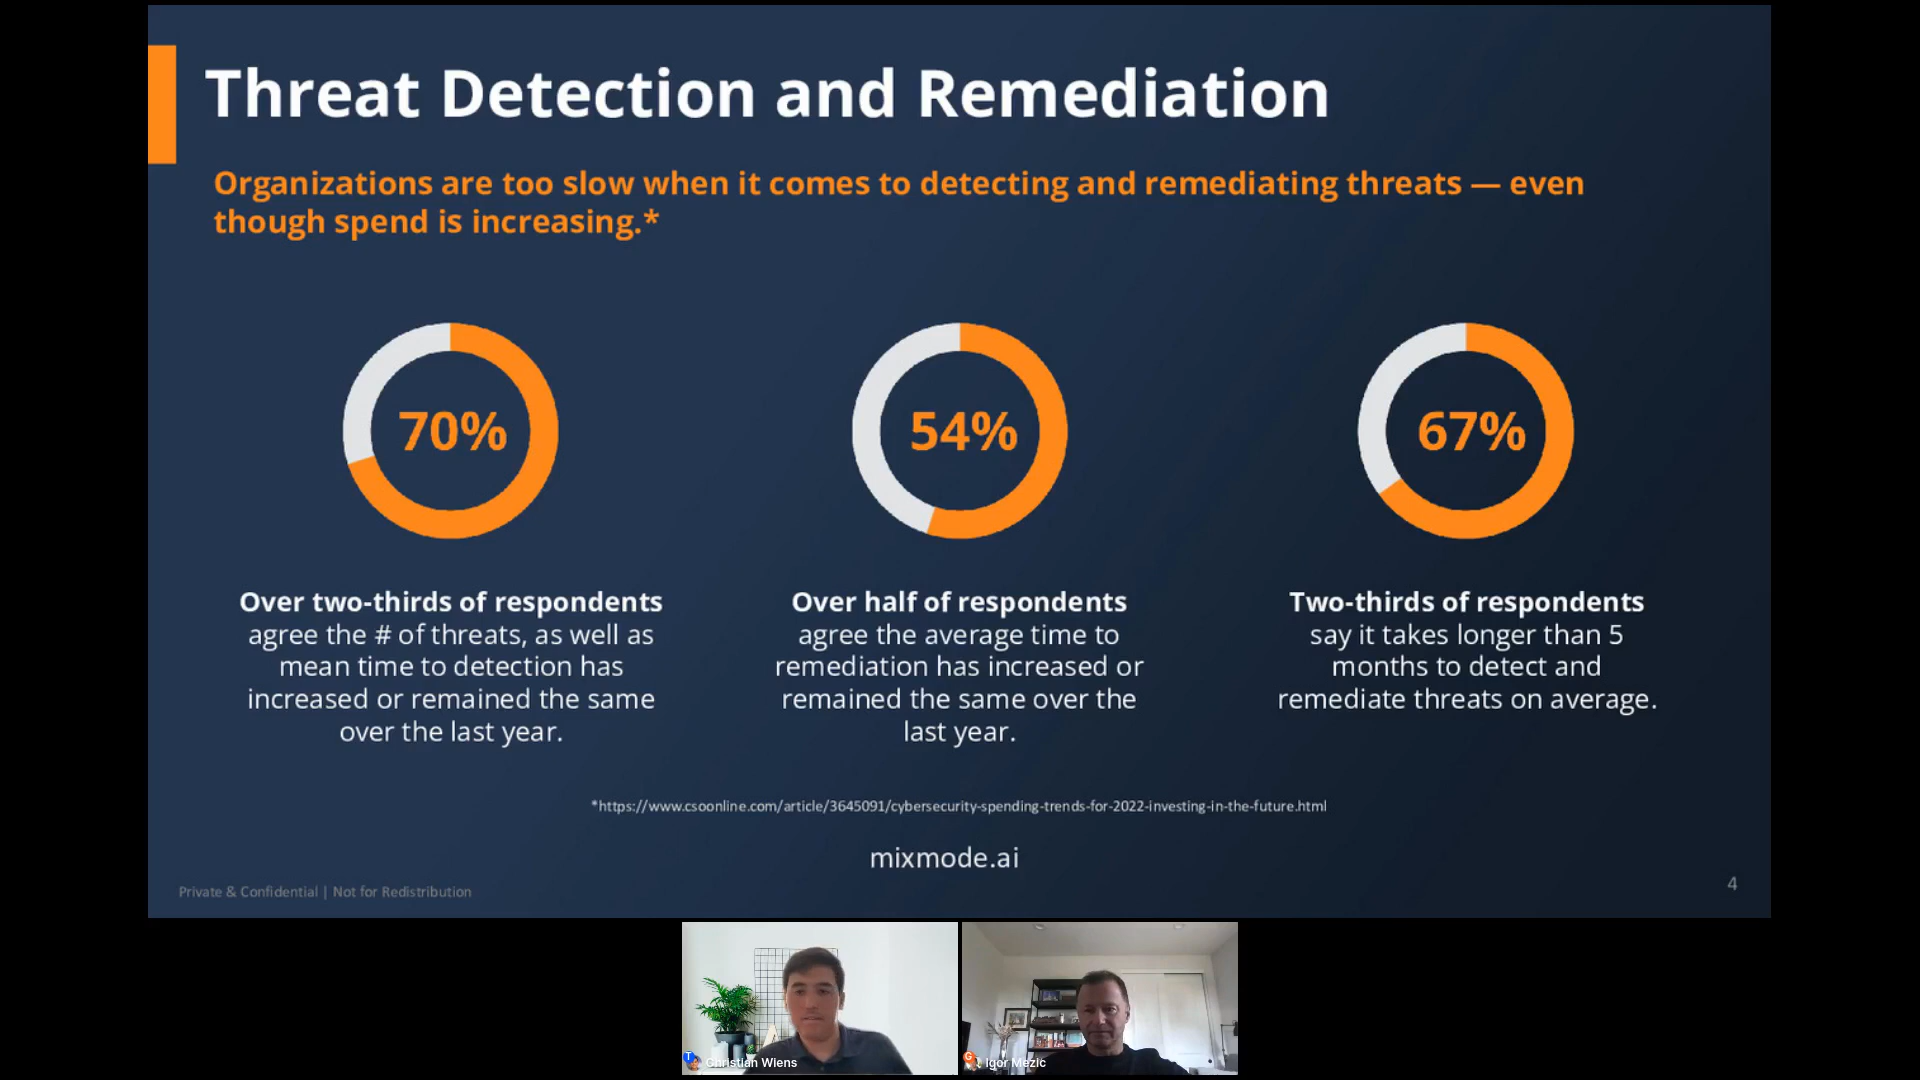 Threat Detection and Remediation
Organizations are too slow when it comes to detecting and remediating threats — even
though spend is increasing.*
70%
54%
67%
Over two-thirds of respondents
agree the # of threats, as well as
mean time to detection has
increased or remained the same
over the last year.
Over half of respondents
agree the average time to
remediation has increased or
remained the same over the
last year.
Two-thirds of respondents
say it takes longer than 5
months to detect and
remediate threats on average.
*https://www.csoonline.com/article/3645091/cybersecurity-spending-trends-for-2022-investing-in-the-future.html
mixmode.ai
Private & Confidential | Not for Redistribution
4
T
Christian Wiens
G
Igor Mezic